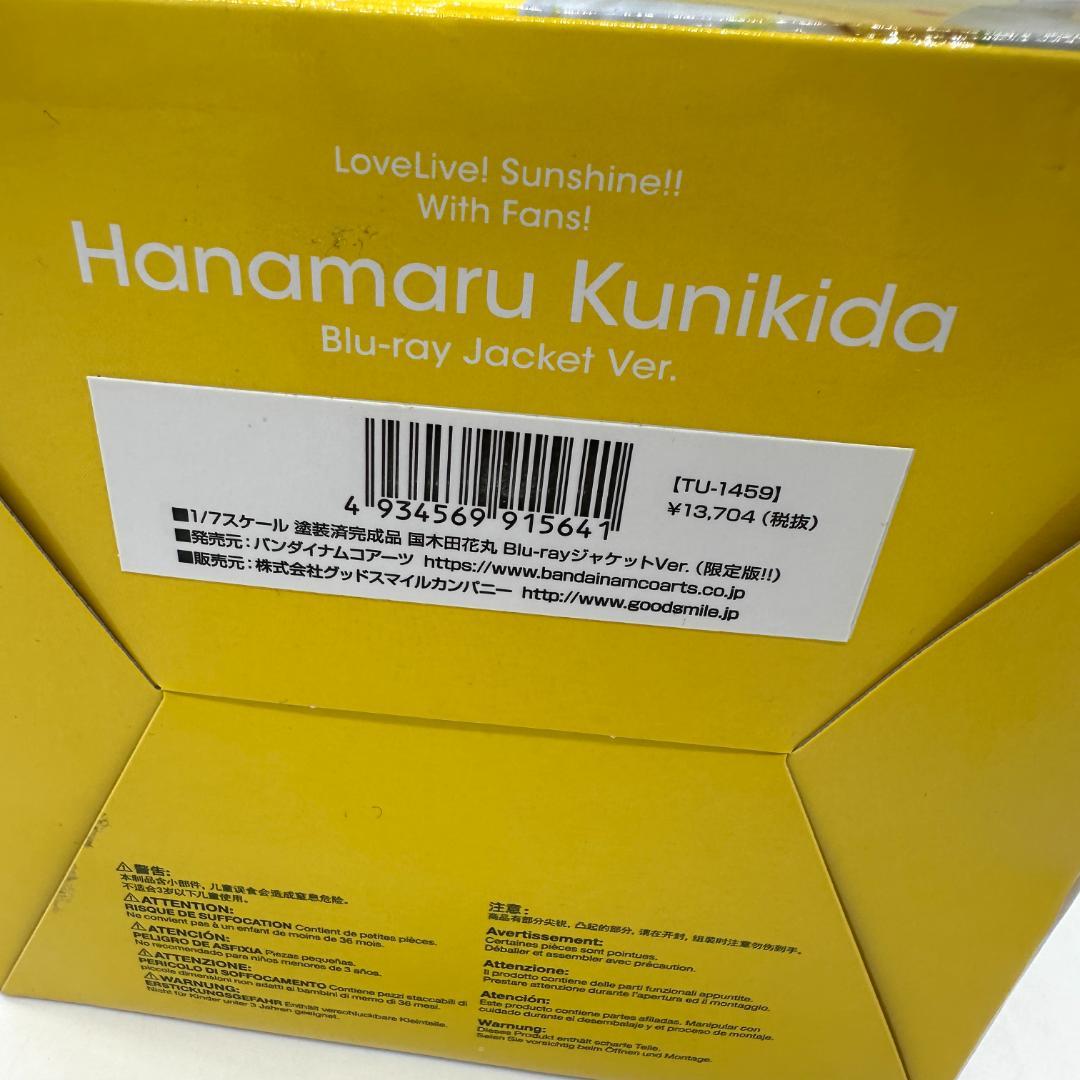 LoveLive! Sunshine!!
With Fans!
Hanamaru Kunikida
Blu-ray Jacket Ver.
4 934569 915641
【TU-1459】
¥13,704（税抜）
■1/7スケール 塗装済完成品 国木田花丸 Blu-rayジャケットVer.（限定版!!）
■発売元：バンダイナムコアーツ https://www.bandainamcoarts.co.jp
■販売元：株式会社グッドスマイルカンパニー http://www.goodsmile.jp
⚠警告:
本制品含小部件，儿童误食会造成窒息危险。
不适合3岁以下儿童使用。
⚠ATTENTION:
RISQUE DE SUFFOCATION Contient de petites pièces.
Ne convient pas à un enfant de moins de 36 mois.
⚠ATENCIÓN:
PELIGRO DE ASFIXIA Piezas pequeñas.
No recomendado para niños menores de 3 años.
⚠ATTENZIONE:
PERICOLO DI SOFFOCAMENTO Contiene pezzi staccabili di
piccole dimensioni non adatti ai bambini di memo di 36 mesi.
⚠WARNUNG:
ERSTICKUNGSGEFAHR Enthält verschluckbare Kleinteile.
Nicht für Kinder unter 3 Jahren geeignet.
注意：
商品有部分尖锐，凸起的部分，请在开封，组装时注意勿伤到手。
Avertissement:
Certaines pièces sont pointues.
Déballer et assembler avec précaution.
Attenzione:
Il prodotto contiene delle parti funzionali appuntite.
Prestare attenzione durante l'apertura ed il montaggio.
Atención:
Este producto contiene partes afiladas. Manipular con
cuidado durante el desembalaje y el proceso de montaje.
Warnung:
Dieses Produkt enthält scharfe Teile.
Seien Sie vorsichtig beim Öffnen und Montage.